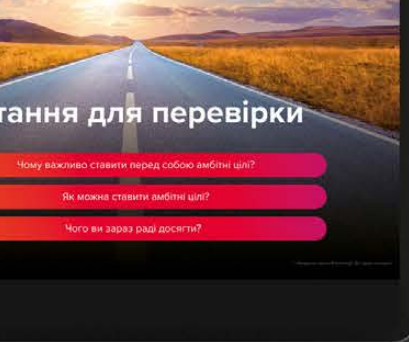 тання для перевірки
Чому важливо ставити перед собою амбітні цілі?
Як можна ставити амбітні цілі?
Чого ви зараз раді досягти?